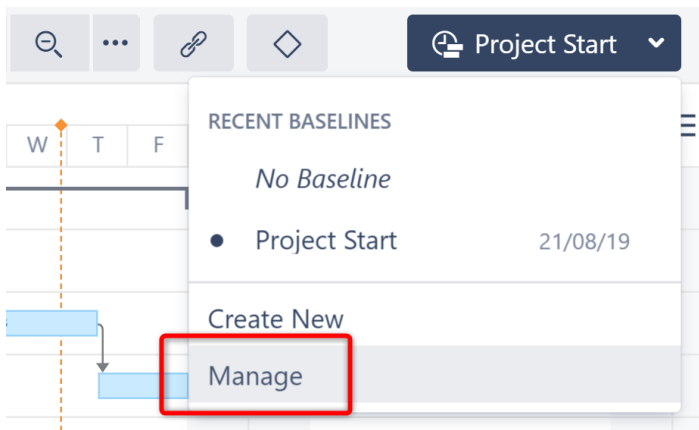 Project Start
W T F
RECENT BASELINES
No Baseline
Project Start 21/08/19
Create New
Manage